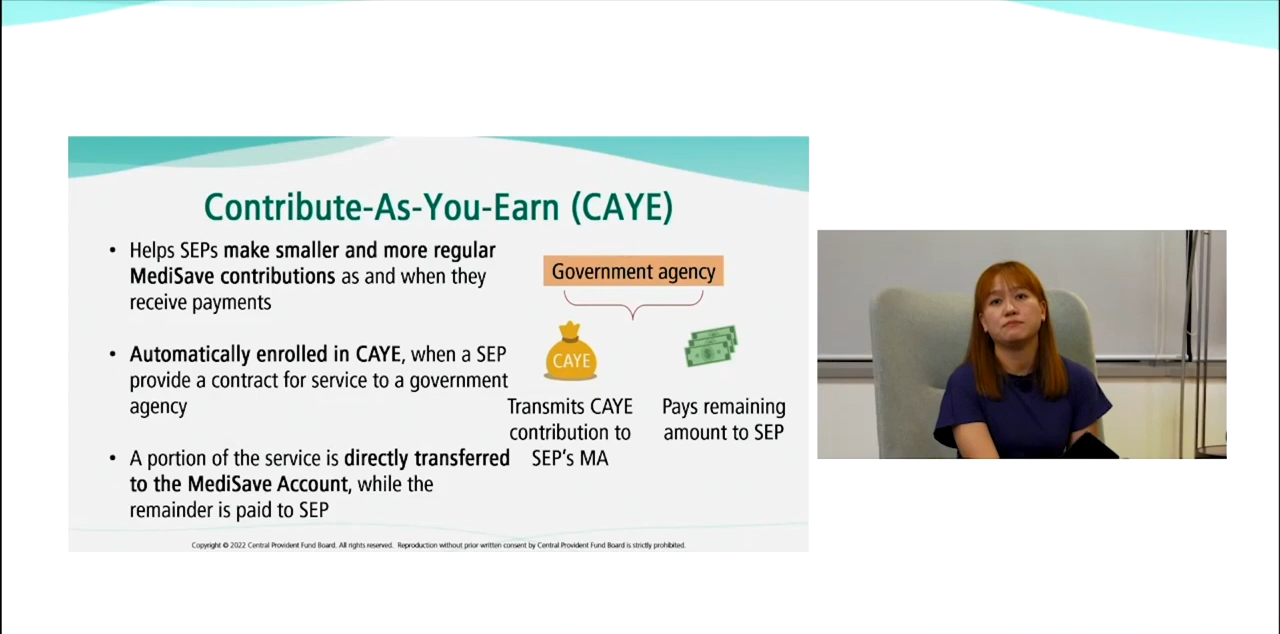 Contribute-As-You-Earn (CAYE)
• Helps SEPs make smaller and more regular
MediSave contributions as and when they
receive payments
• Automatically enrolled in CAYE, when a SEP
provide a contract for service to a government
agency
• A portion of the service is directly transferred
to the MediSave Account, while the
remainder is paid to SEP
Government agency
CAYE
Transmits CAYE
contribution to
SEP's MA
Pays remaining
amount to SEP
Copyright © 2022 Central Provident Fund Board. All rights reserved. Reproduction without prior written consent by Central Provident Fund Board is strictly prohibited.